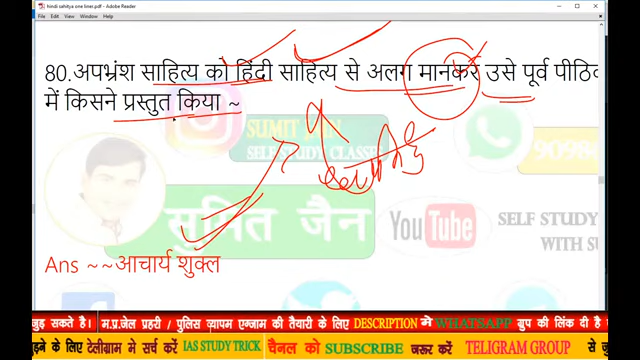 hindi sahitya one lines.pdf - Adobe Reader
File Edit View Window Help
80.अपभ्रंश साहित्य को हिंदी साहित्य से अलग मानकर उसे पूर्व पीठिका
में किसने प्रस्तुत किया ~
SUMIT JAIN
SELF STUDY CLASSES
9098
सुमित जैन
YouTube
SELF STUDY
WITH SU
Ans ~~आचार्य शुक्ल
जुड़ सकते है। म.प्र.जेल प्रहरी / पुलिस व्यापम एग्जाम की तैयारी के लिए DESCRIPTION मे WHATSAPP ग्रुप की लिंक दी है।
ड़ने के लिए टेलीग्राम में सर्च करें IAS STUDY TRICK चैनल को SUBSCRIBE जरूर करें TELIGRAM GROUP से जु